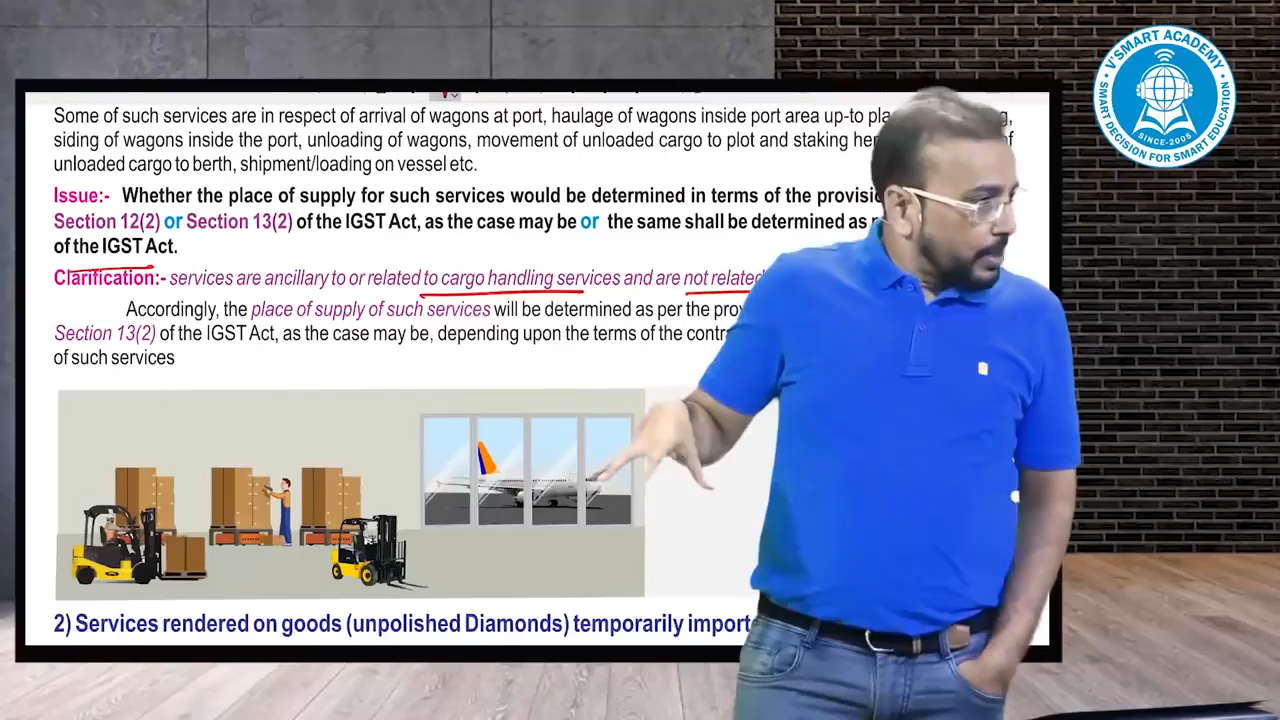 Some of such services are in respect of arrival of wagons at port, haulage of wagons inside port area up-to
siding of wagons inside the port, unloading of wagons, movement of unloaded cargo to plot and staking
unloaded cargo to berth, shipment/loading on vessel etc.
Issue:- Whether the place of supply for such services would be determined in terms of the
Section 12(2) or Section 13(2) of the IGST Act, as the case may be or the same shall be determined as
of the IGST Act.
Clarification:- services are ancillary to or related to cargo handling services and are not related
Accordingly, the place of supply of such services will be determined as per the
Section 13(2) of the IGST Act, as the case may be, depending upon the terms of the
of such services
2) Services rendered on goods (unpolished Diamonds) temporarily
V'SMART ACADEMY
SINCE-2005
SMART DECISION FOR SMART EDUCATION